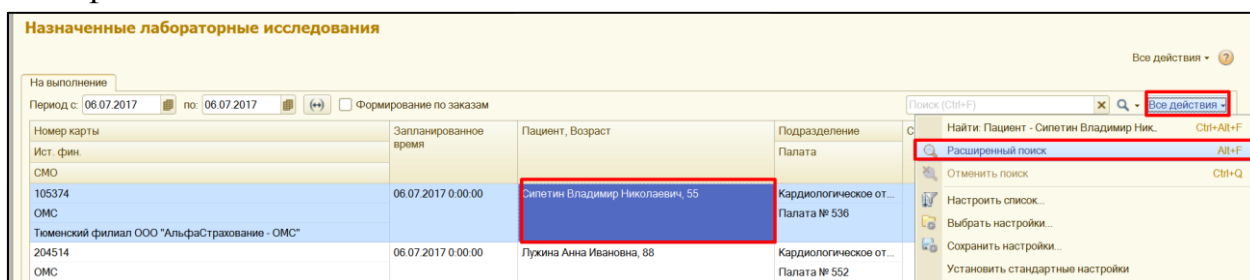 Назначенные лабораторные исследования
Все действия
На выполнение
Период с: 06.07.2017 по: 06.07.2017 Формирование по заказам Поиск (Ctrl+F) Все действия
Номер карты Запланированное время Пациент, Возраст Подразделение
Ист. фин. Палата
СМО
105374 06.07.2017 0:00:00 Сипетин Владимир Николаевич, 55 Кардиологическое от...
ОМС Палата № 536
Тюменский филиал ООО "АльфаСтрахование - ОМС"
204514 06.07.2017 0:00:00 Лужина Анна Ивановна, 88 Кардиологическое от...
ОМС Палата № 552
Найти: Пациент - Сипетин Владимир Ник.. Ctrl+Alt+F
Расширенный поиск Alt+F
Отменить поиск Ctrl+Q
Настроить список...
Выбрать настройки...
Сохранить настройки...
Установить стандартные настройки